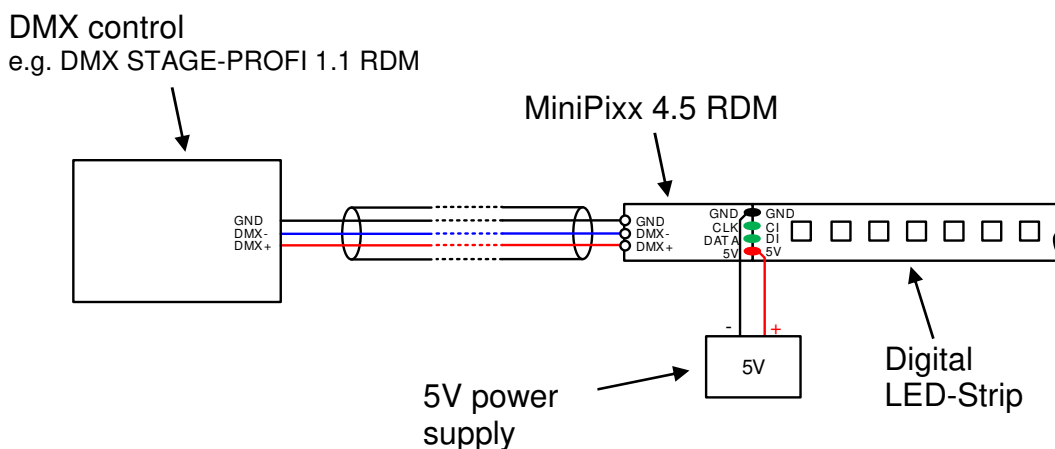 DMX control
e.g. DMX STAGE-PROFI 1.1 RDM
MiniPixx 4.5 RDM
GND
DMX-
DMX+
GND
DMX-
DMX+
GND
CLK
DATA
5V
GND
CI
DI
5V
- +
5V
5V power
supply
Digital
LED-Strip